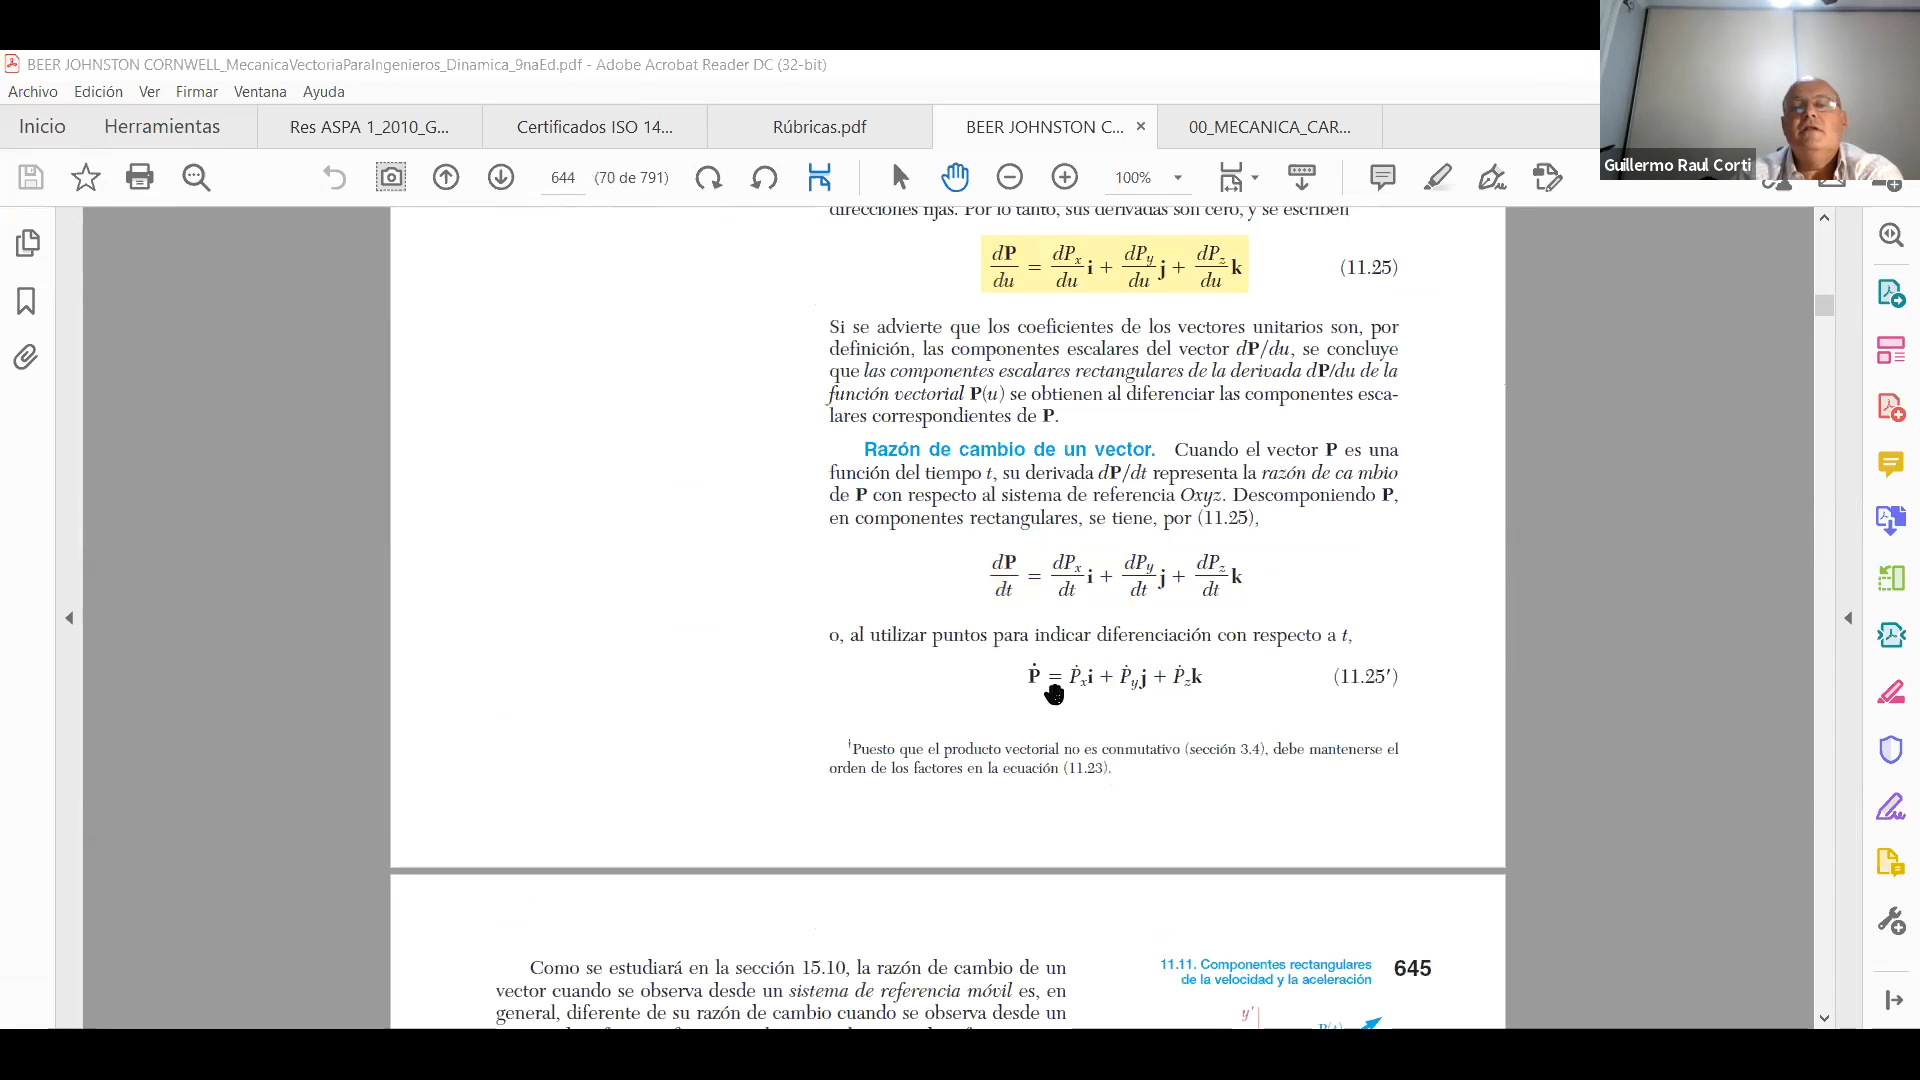 BEER JOHNSTON CORNWELL_MecanicaVectoriaParaIngenieros_Dinamica_9naEd.pdf - Adobe Acrobat Reader DC (32-bit)
Archivo Edición Ver Firmar Ventana Ayuda
Inicio Herramientas Res ASPA 1_2010_G... Certificados ISO 14... Rúbricas.pdf BEER JOHNSTON C... × 00_MECANICA_CAR...
644 (70 de 791) 100%
Guillermo Raul Corti
direcciones fijas. Por lo tanto, sus derivadas son cero, y se escriben
dP/du = dPx/du i + dPy/du j + dPz/du k (11.25)
Si se advierte que los coeficientes de los vectores unitarios son, por
definición, las componentes escalares del vector dP/du, se concluye
que las componentes escalares rectangulares de la derivada dP/du de la
función vectorial P(u) se obtienen al diferenciar las componentes esca-
lares correspondientes de P.
Razón de cambio de un vector. Cuando el vector P es una
función del tiempo t, su derivada dP/dt representa la razón de ca mbio
de P con respecto al sistema de referencia Oxyz. Descomponiendo P,
en componentes rectangulares, se tiene, por (11.25),
dP/dt = dPx/dt i + dPy/dt j + dPz/dt k
o, al utilizar puntos para indicar diferenciación con respecto a t,
Ṗ = Ṗxi + Ṗyj + Ṗzk (11.25′)
†Puesto que el producto vectorial no es conmutativo (sección 3.4), debe mantenerse el
orden de los factores en la ecuación (11.23).
Como se estudiará en la sección 15.10, la razón de cambio de un
vector cuando se observa desde un sistema de referencia móvil es, en
general, diferente de su razón de cambio cuando se observa desde un
11.11. Componentes rectangulares
de la velocidad y la aceleración
645
y′